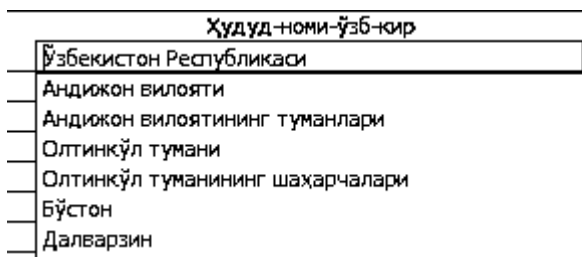 Ҳудуд-номи-ўзб-кир
Ўзбекистон Республикаси
Андижон вилояти
Андижон вилоятининг туманлари
Олтинкўл тумани
Олтинкўл туманининг шаҳарчалари
Бўстон
Далварзин